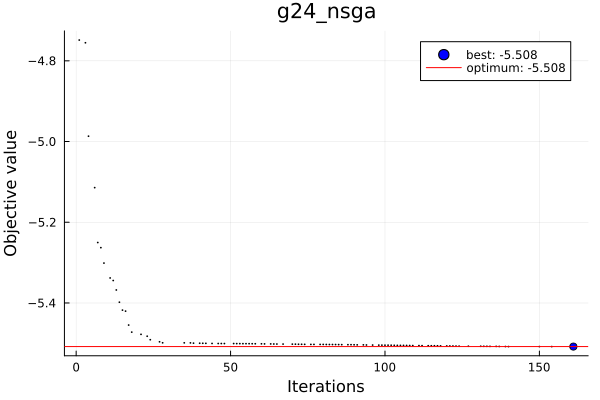 g24_nsga
best: -5.508
optimum: -5.508
Objective value
−4.8
−5.0
−5.2
−5.4
0
50
100
150
Iterations